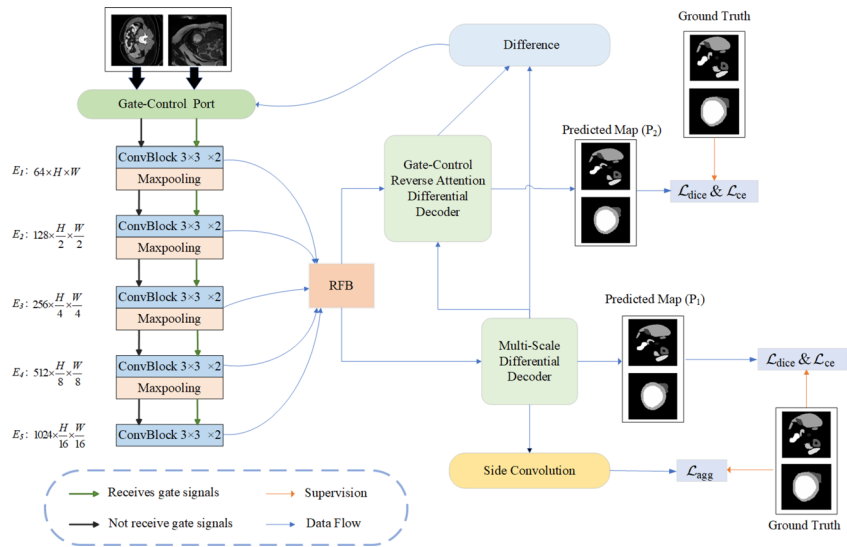 Ground Truth
Difference
Gate-Control Port
Predicted Map (P₂)
E₁: 64×H×W
ConvBlock 3×3 ×2
Maxpooling
Gate-Control
Reverse Attention
Differential
Decoder
ℒdice & ℒce
E₂: 128×H/2×W/2
ConvBlock 3×3 ×2
Maxpooling
RFB
E₃: 256×H/4×W/4
ConvBlock 3×3 ×2
Maxpooling
Predicted Map (P₁)
Multi-Scale
Differential
Decoder
ℒdice & ℒce
E₄: 512×H/8×W/8
ConvBlock 3×3 ×2
Maxpooling
E₅: 1024×H/16×W/16
ConvBlock 3×3 ×2
Side Convolution
ℒagg
Ground Truth
Receives gate signals
Supervision
Not receive gate signals
Data Flow